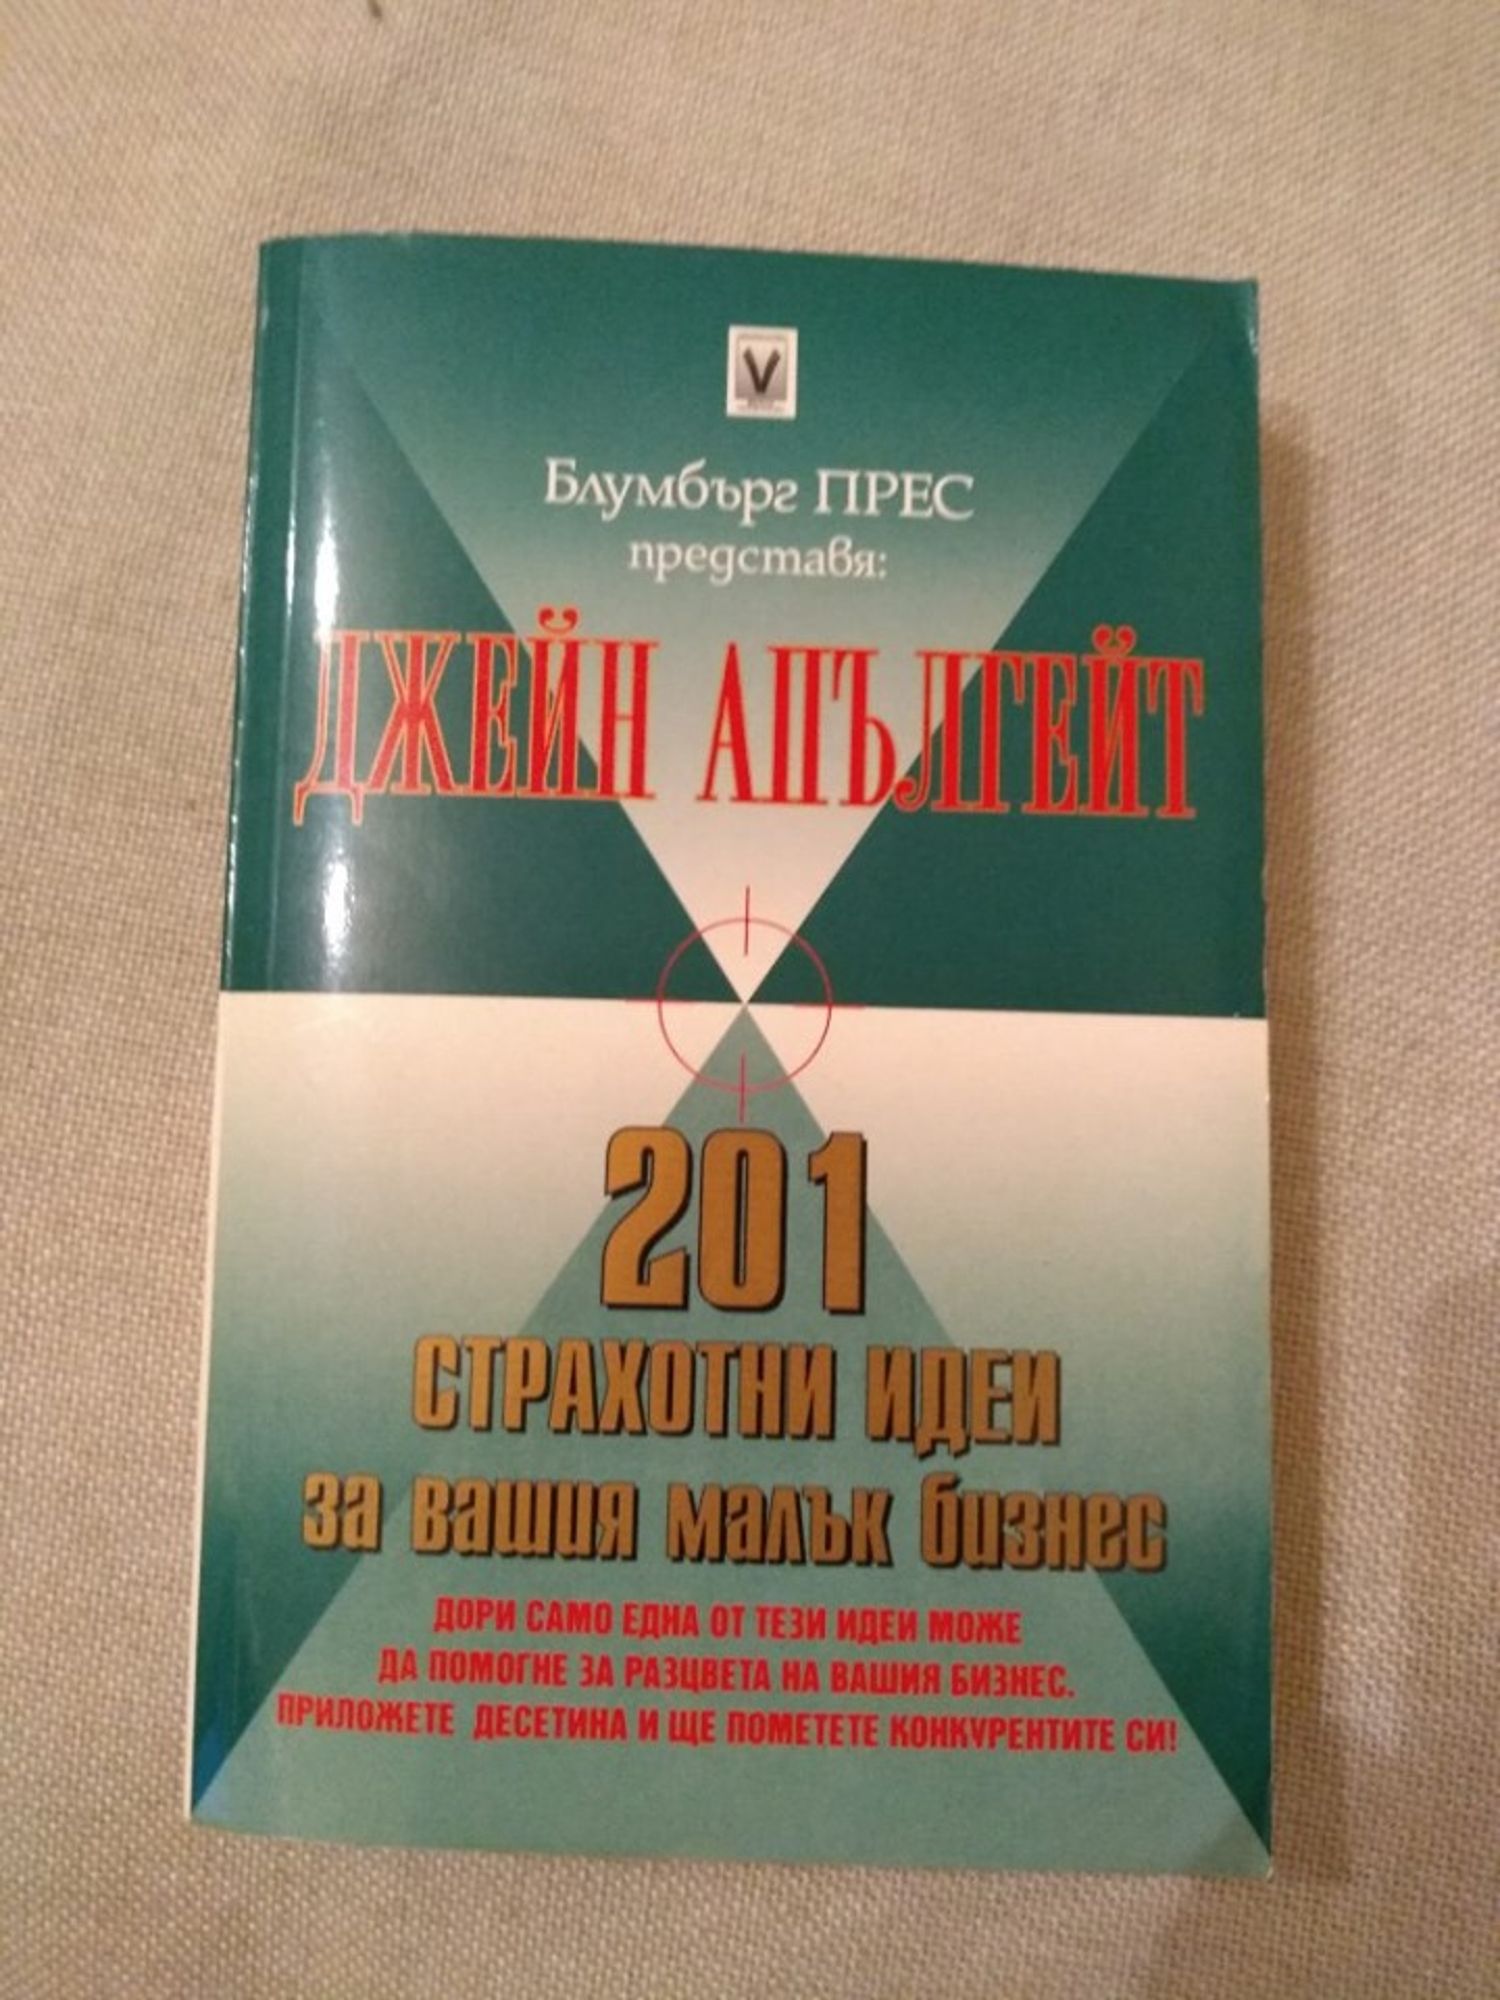 V
Блумбърг ПРЕС
представя:
ДЖЕЙН АПЪЛГЕЙТ
201
СТРАХОТНИ ИДЕИ
за вашия малък бизнес
ДОРИ САМО ЕДНА ОТ ТЕЗИ ИДЕИ МОЖЕ
ДА ПОМОГНЕ ЗА РАЗЦВЕТА НА ВАШИЯ БИЗНЕС.
ПРИЛОЖЕТЕ ДЕСЕТИНА И ЩЕ ПОМЕТЕТЕ КОНКУРЕНТИТЕ СИ!